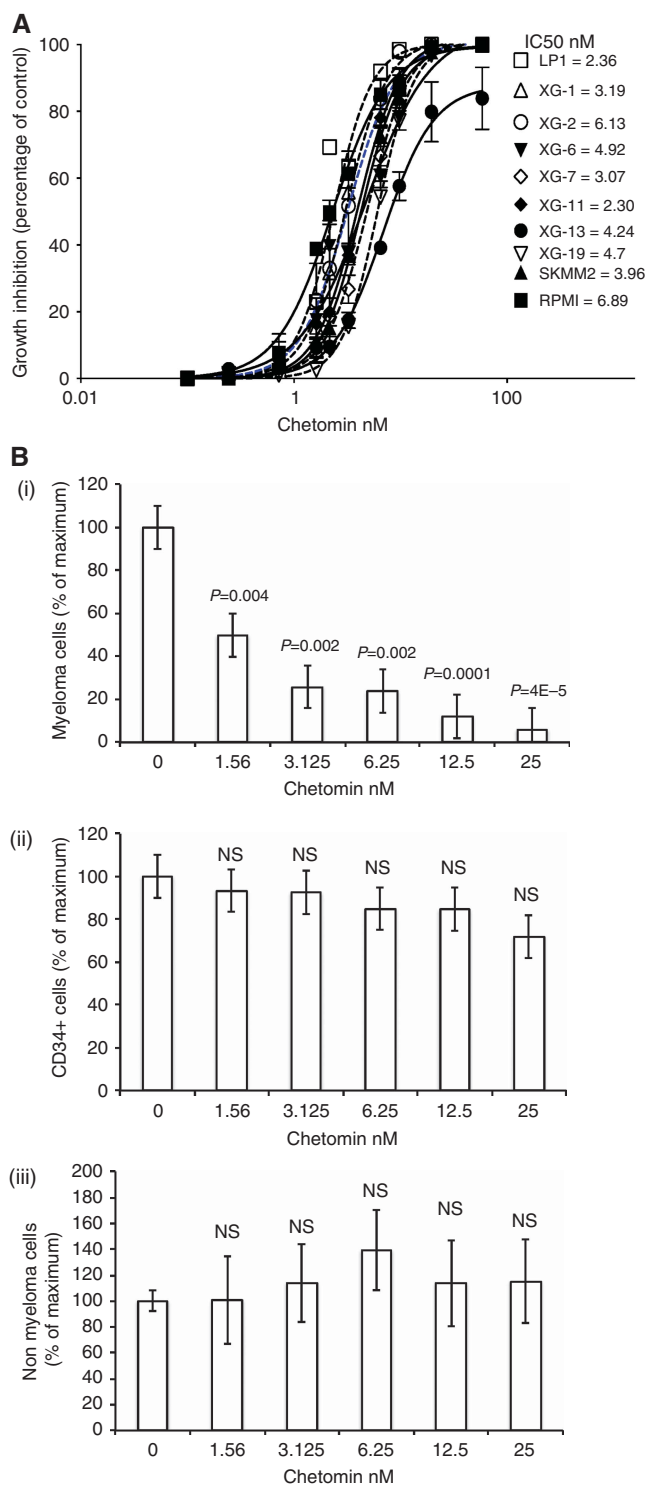 A
Growth inhibition (percentage of control)
100
80
60
40
20
0
0.01
1
100
Chetomin nM
IC50 nM
LP1 = 2.36
XG-1 = 3.19
XG-2 = 6.13
XG-6 = 4.92
XG-7 = 3.07
XG-11 = 2.30
XG-13 = 4.24
XG-19 = 4.7
SKMM2 = 3.96
RPMI = 6.89
B
(i)
Myeloma cells (% of maximum)
120
100
80
60
40
20
0
P=0.004
P=0.002
P=0.002
P=0.0001
P=4E–5
0 1.56 3.125 6.25 12.5 25
Chetomin nM
(ii)
CD34+ cells (% of maximum)
120
100
80
60
40
20
0
NS NS NS NS NS
0 1.56 3.125 6.25 12.5 25
Chetomin nM
(iii)
Non myeloma cells
(% of maximum)
200
180
160
140
120
100
80
60
40
20
0
NS NS NS NS NS
0 1.56 3.125 6.25 12.5 25
Chetomin nM